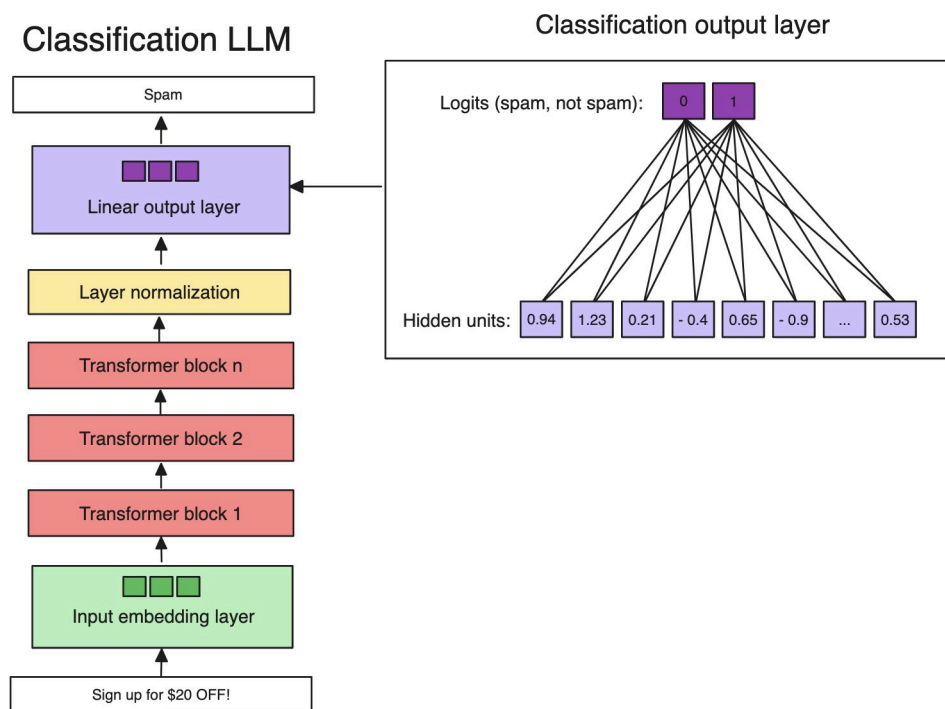 Classification LLM
Spam
Linear output layer
Layer normalization
Transformer block n
Transformer block 2
Transformer block 1
Input embedding layer
Sign up for $20 OFF!
Classification output layer
Logits (spam, not spam): 0 1
Hidden units: 0.94 1.23 0.21 - 0.4 0.65 - 0.9 ... 0.53